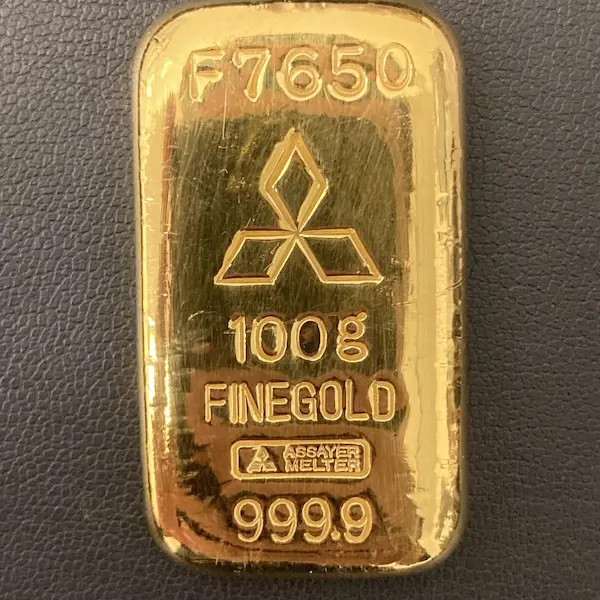 F7650
100g
FINEGOLD
ASSAYER
MELTER
999.9